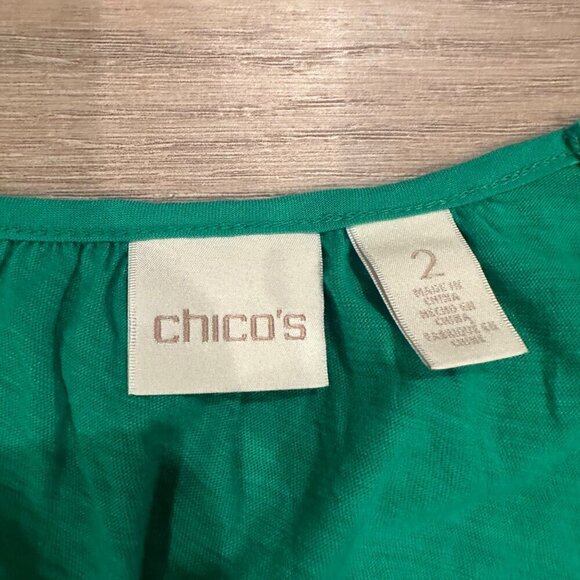 chico's
2
MADE IN
CHINA
HECHO EN
CHINA
FABRIQUÉ EN
CHINE